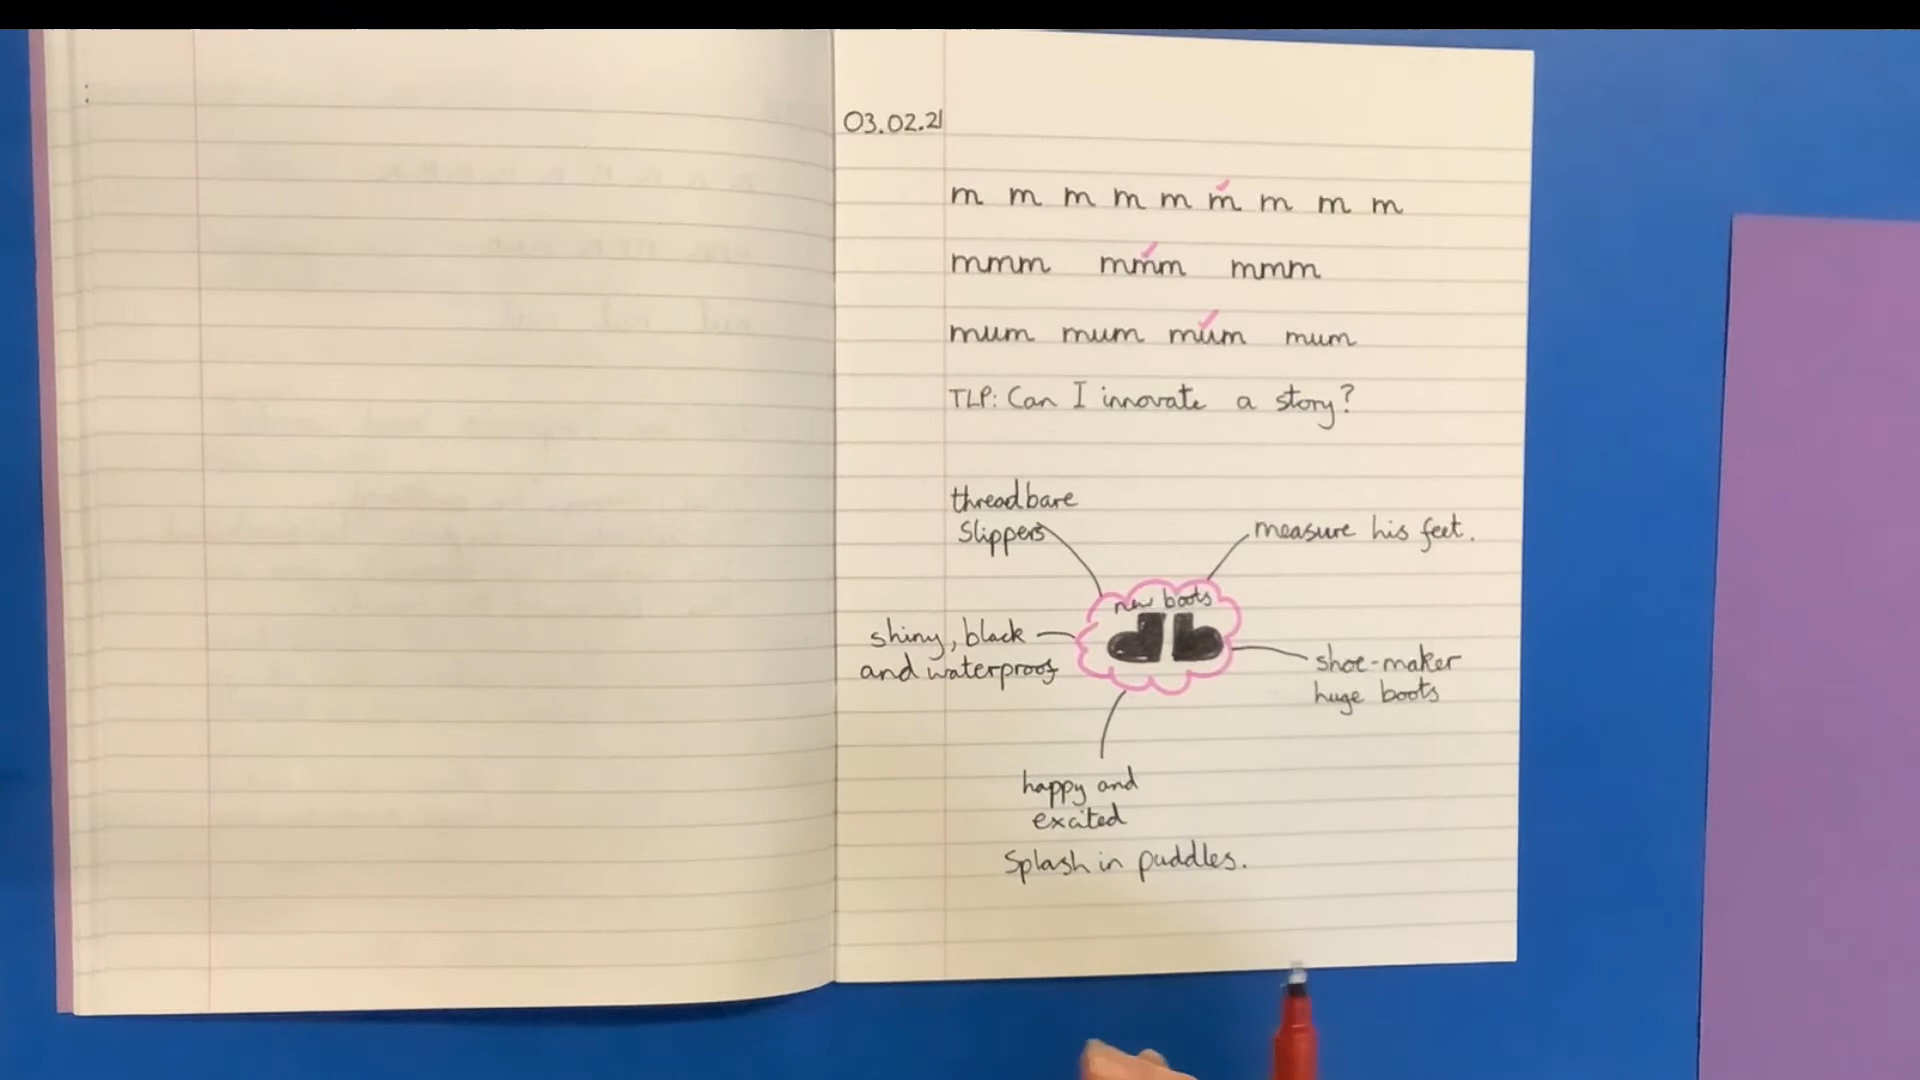 03.02.21
m m m m m m m m m
mmm mmm mmm
mum mum mum mum
TLP: Can I innovate a story?
threadbare
Slippers
measure his feet.
new boots
shiny, black
and waterproof
shoe-maker
huge boots
happy and
excited
Splash in puddles.